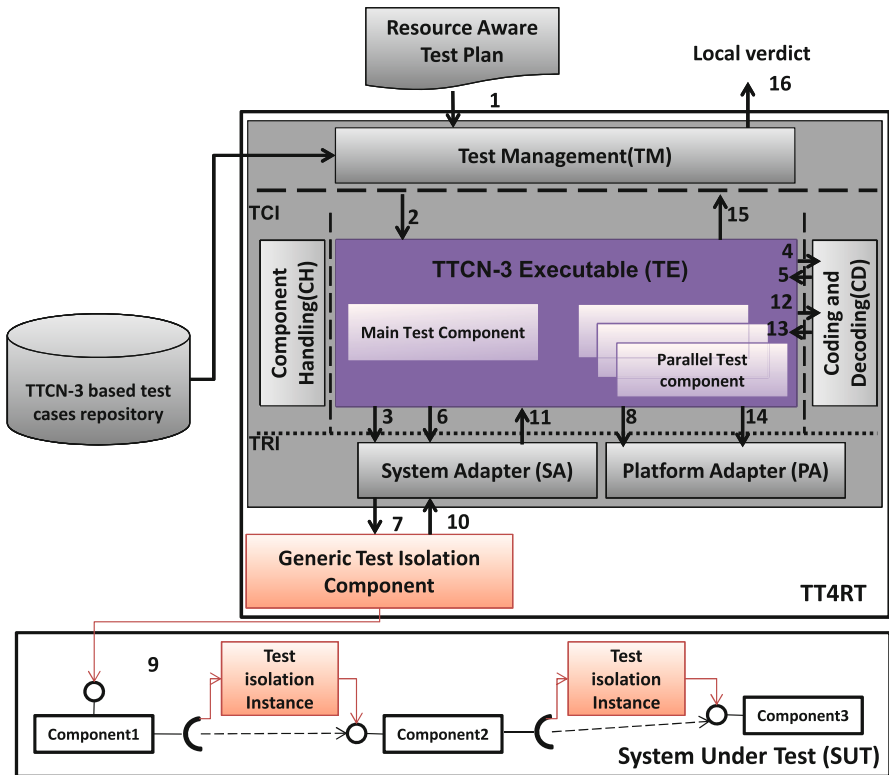 Resource Aware
Test Plan
Local verdict
1
16
Test Management(TM)
TCI
2
15
TTCN-3 Executable (TE)
4
5
12
13
Component
Handling(CH)
Coding and
Decoding(CD)
Main Test Component
Parallel Test
component
TTCN-3 based test
cases repository
3
6
11
8
14
TRI
System Adapter (SA)
Platform Adapter (PA)
7
10
Generic Test Isolation
Component
TT4RT
9
Test
isolation
Instance
Test
isolation
Instance
Component1
Component2
Component3
System Under Test (SUT)